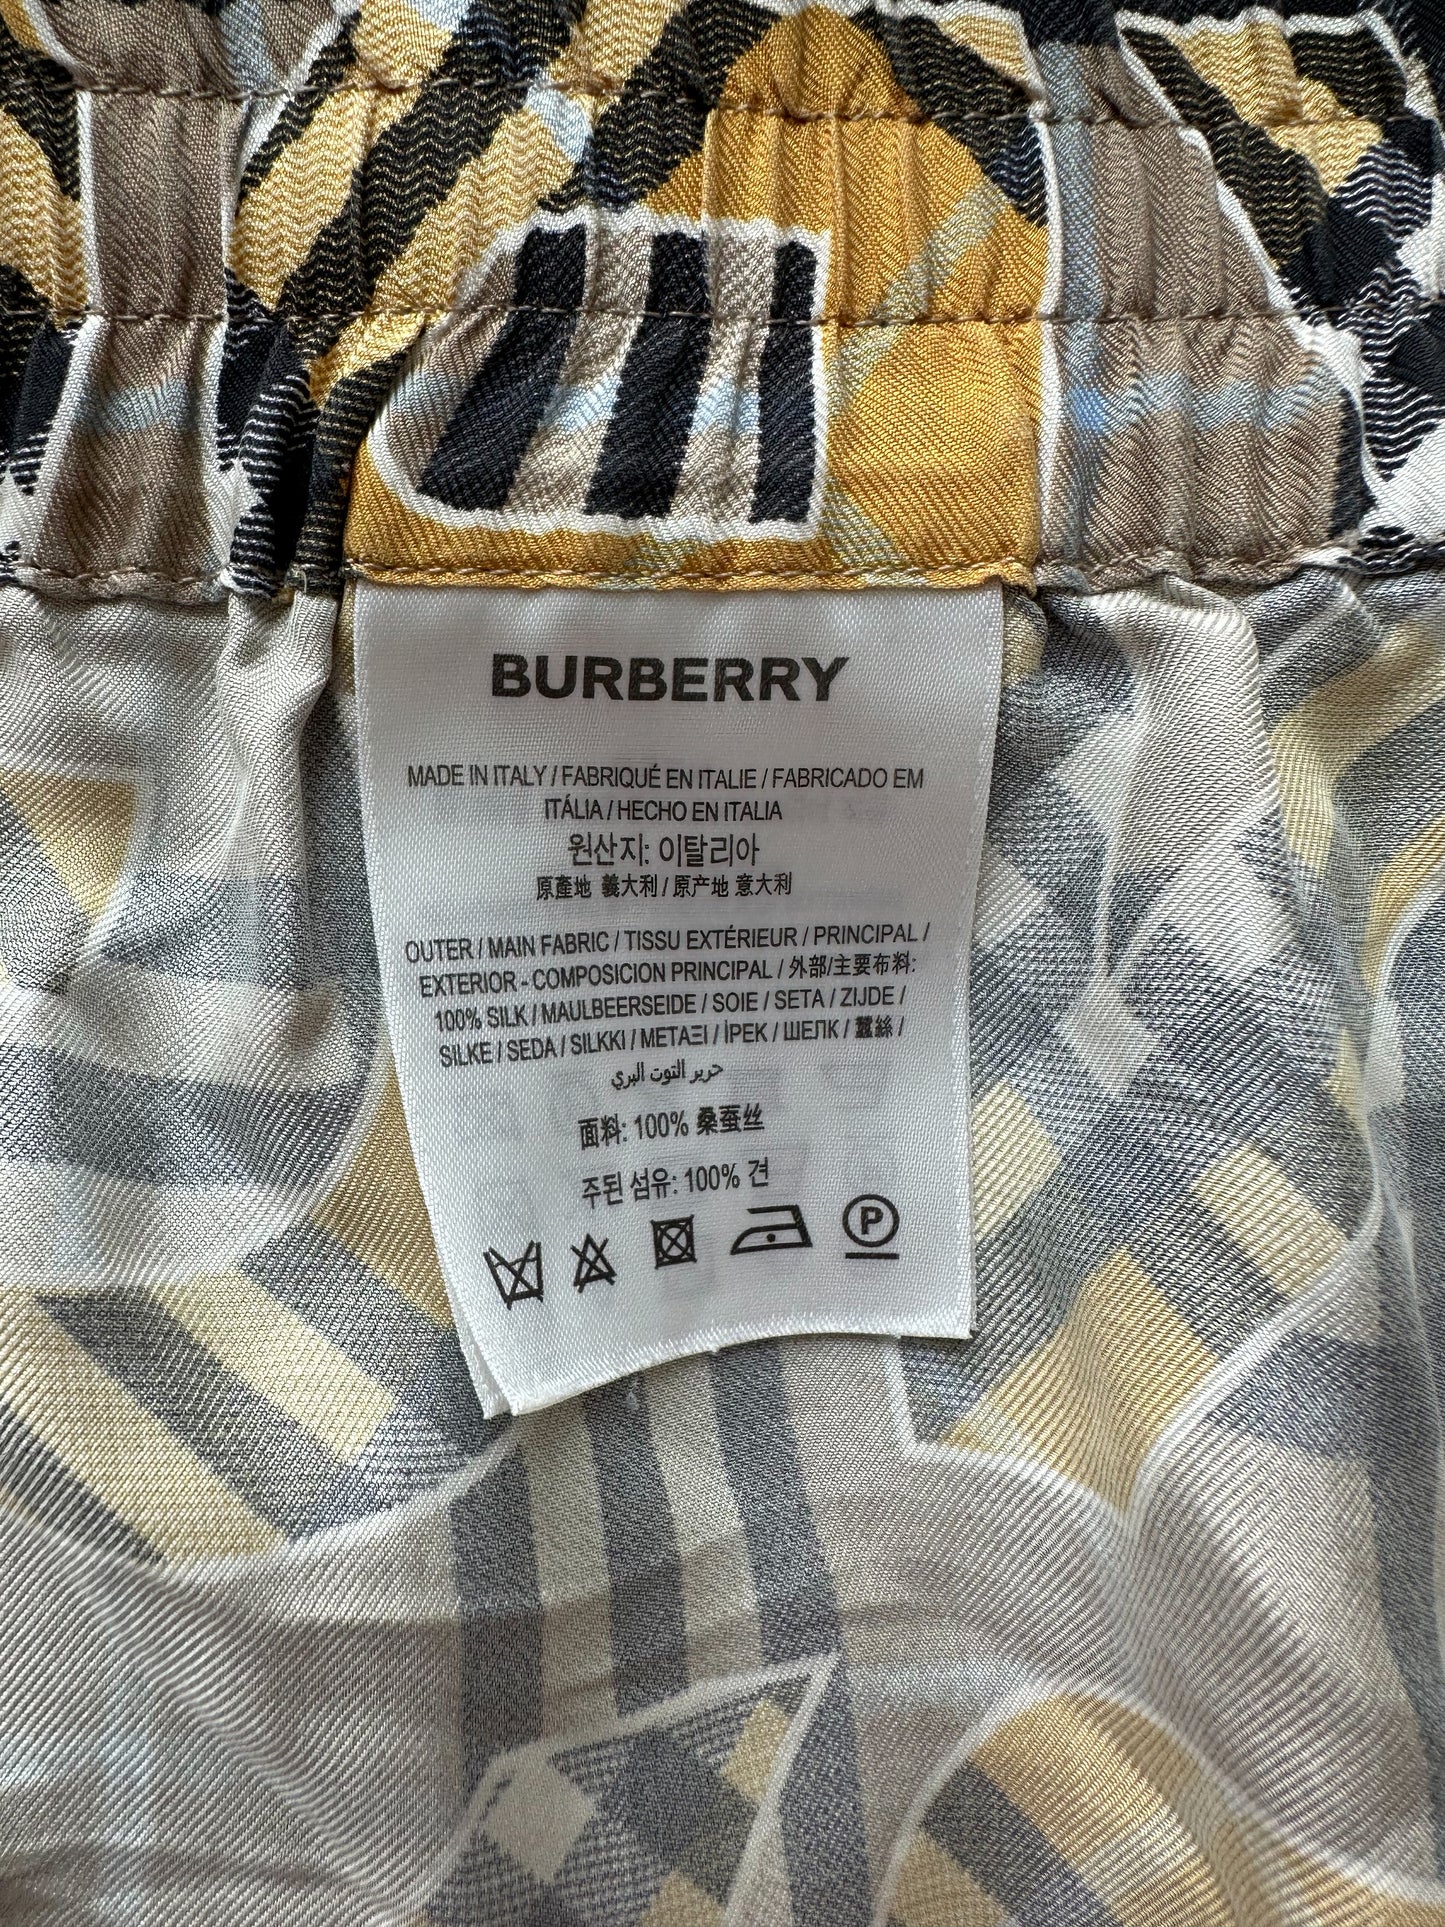 BURBERRY
MADE IN ITALY / FABRIQUÉ EN ITALIE / FABRICADO EM
ITÁLIA / HECHO EN ITALIA
원산지: 이탈리아
原產地 義大利 / 原产地 意大利
OUTER / MAIN FABRIC / TISSU EXTÉRIEUR / PRINCIPAL /
EXTERIOR - COMPOSICION PRINCIPAL / 外部/主要布料:
100% SILK / MAULBEERSEIDE / SOIE / SETA / ZIJDE /
SILKE / SEDA / SILKKI / ΜΕΤΑΞΙ / İPEK / ШЕЛК / 蠶絲 /
حرير التوت البري
面料: 100% 桑蚕丝
주된 섬유: 100% 견
P